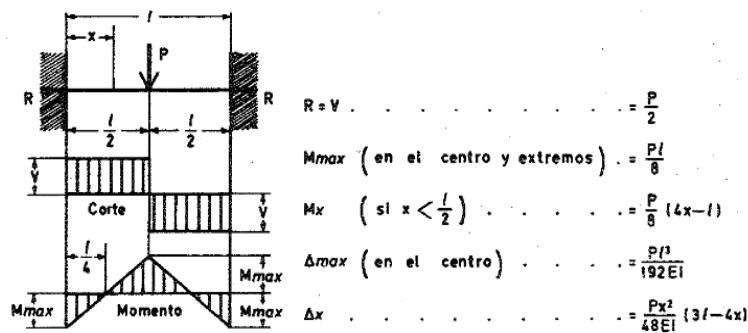 l
x
P
R
R
l/2
l/2
V
Corte
V
l/4
Mmax
Mmax
Momento
Mmax
R = V . . . . . . . . . = P/2
Mmax (en el centro y extremos) . = Pl/8
Mx (si x < l/2) . . . . . = P/8 (4x−l)
Δmax (en el centro) . . . . = Pl³/192EI
Δx . . . . . . . . . = Px²/48EI (3l−4x)